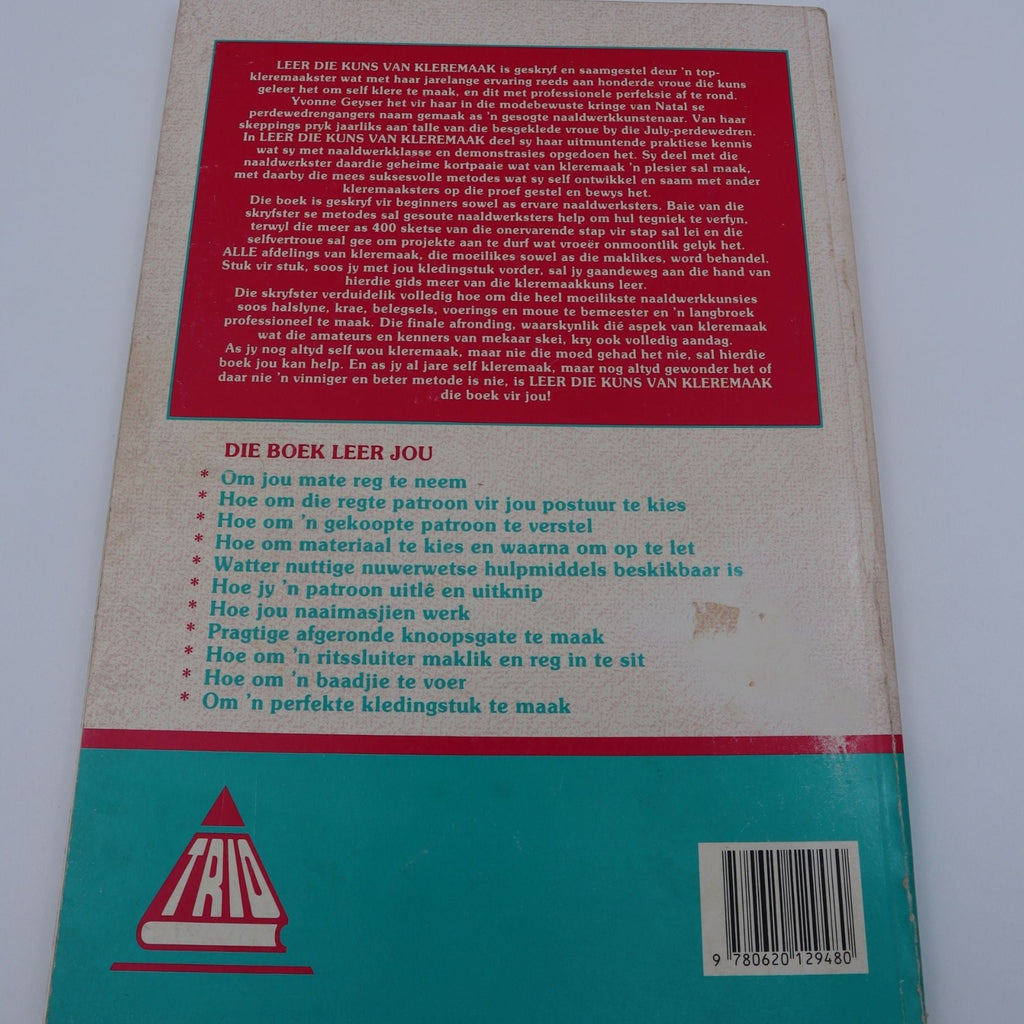 LEER DIE KUNS VAN KLEREMAAK is geskryf en saamgestel deur 'n top-
kleremaakster wat met haar jarelange ervaring reeds aan honderde vroue die kuns
geleer het om self klere te maak, en dit met professionele perfeksie af te rond.
Yvonne Geyser het vir haar in die modebewuste kringe van Natal se
perdewedrengangers naam gemaak as 'n gesogte naaldwerkkunstenaar. Van haar
skeppings pryk jaarliks aan talle van die besgeklede vroue by die July-perdewedren.
In LEER DIE KUNS VAN KLEREMAAK deel sy haar uitmuntende praktiese kennis
wat sy met naaldwerkklasse en demonstrasies opgedoen het. Sy deel met die
naaldwerkster daardie geheime kortpaaie wat van kleremaak 'n plesier sal maak,
met daarby die mees suksesvolle metodes wat sy self ontwikkel en saam met ander
kleremaaksters op die proef gestel en bewys het.
Die boek is geskryf vir beginners sowel as ervare naaldwerksters. Baie van die
skryfster se metodes sal gesoute naaldwerksters help om hul tegniek te verfyn,
terwyl die meer as 400 sketse van die onervarende stap vir stap sal lei en die
selfvertroue sal gee om projekte aan te durf wat vroeër onmoontlik gelyk het.
ALLE afdelings van kleremaak, die moeilikes sowel as die maklikes, word behandel.
Stuk vir stuk, soos jy met jou kledingstuk vorder, sal jy gaandeweg aan die hand van
hierdie gids meer van die kleremaakkuns leer.
Die skryfster verduidelik volledig hoe om die heel moeilikste naaldwerkkunsies
soos halslyne, krae, belegsels, voerings en moue te bemeester en 'n langbroek
professioneel te maak. Die finale afronding, waarskynlik dié aspek van kleremaak
wat die amateurs en kenners van mekaar skei, kry ook volledig aandag.
As jy nog altyd self wou kleremaak, maar nie die moed gehad het nie, sal hierdie
boek jou kan help. En as jy al jare self kleremaak, maar nog altyd gewonder het of
daar nie 'n vinniger en beter metode is nie, is LEER DIE KUNS VAN KLEREMAAK
die boek vir jou!
DIE BOEK LEER JOU
* Om jou mate reg te neem
* Hoe om die regte patroon vir jou postuur te kies
* Hoe om 'n gekoopte patroon te verstel
* Hoe om materiaal te kies en waarna om op te let
* Watter nuttige nuwerwetse hulpmiddels beskikbaar is
* Hoe jy 'n patroon uitlê en uitknip
* Hoe jou naaimasjien werk
* Pragtige afgeronde knoopsgate te maak
* Hoe om 'n ritssluiter maklik en reg in te sit
* Hoe om 'n baadjie te voer
* Om 'n perfekte kledingstuk te maak
TRIO
9 780620 129480